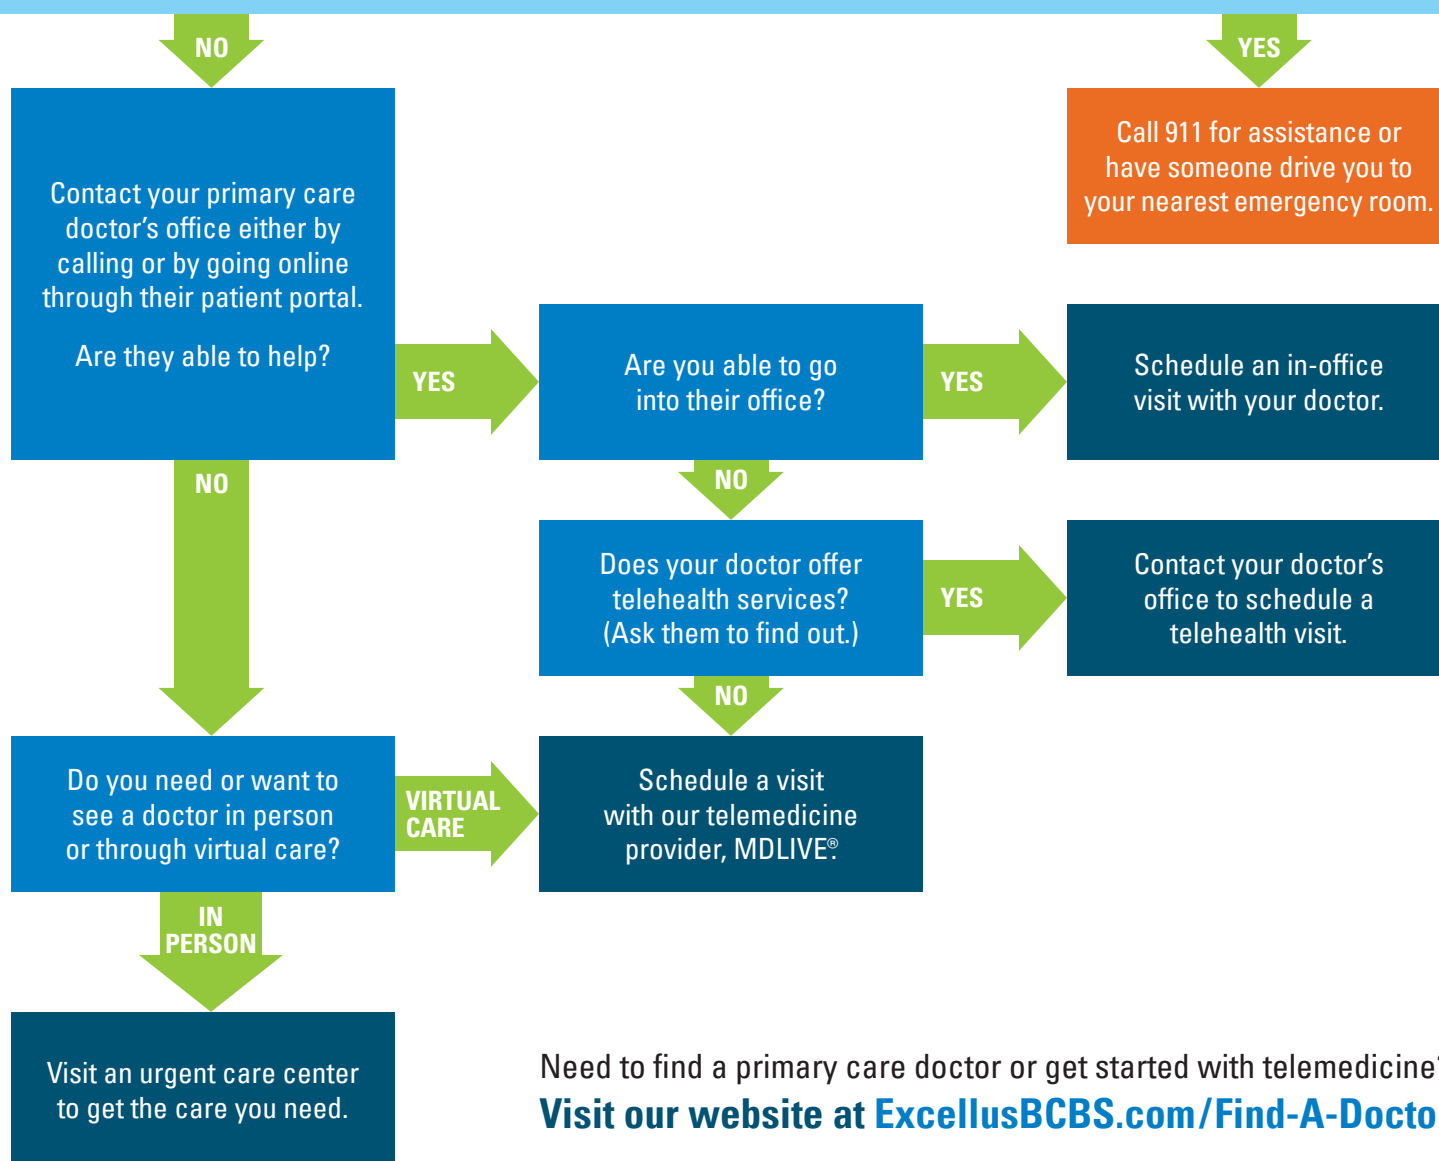 NO
YES
Contact your primary care
doctor's office either by
calling or by going online
through their patient portal.
Are they able to help?
Call 911 for assistance or
have someone drive you to
your nearest emergency room.
YES
Are you able to go
into their office?
YES
Schedule an in-office
visit with your doctor.
NO
NO
Does your doctor offer
telehealth services?
(Ask them to find out.)
YES
Contact your doctor's
office to schedule a
telehealth visit.
NO
Do you need or want to
see a doctor in person
or through virtual care?
VIRTUAL
CARE
Schedule a visit
with our telemedicine
provider, MDLIVE®.
IN
PERSON
Visit an urgent care center
to get the care you need.
Need to find a primary care doctor or get started with telemedicine?
Visit our website at ExcellusBCBS.com/Find-A-Docto